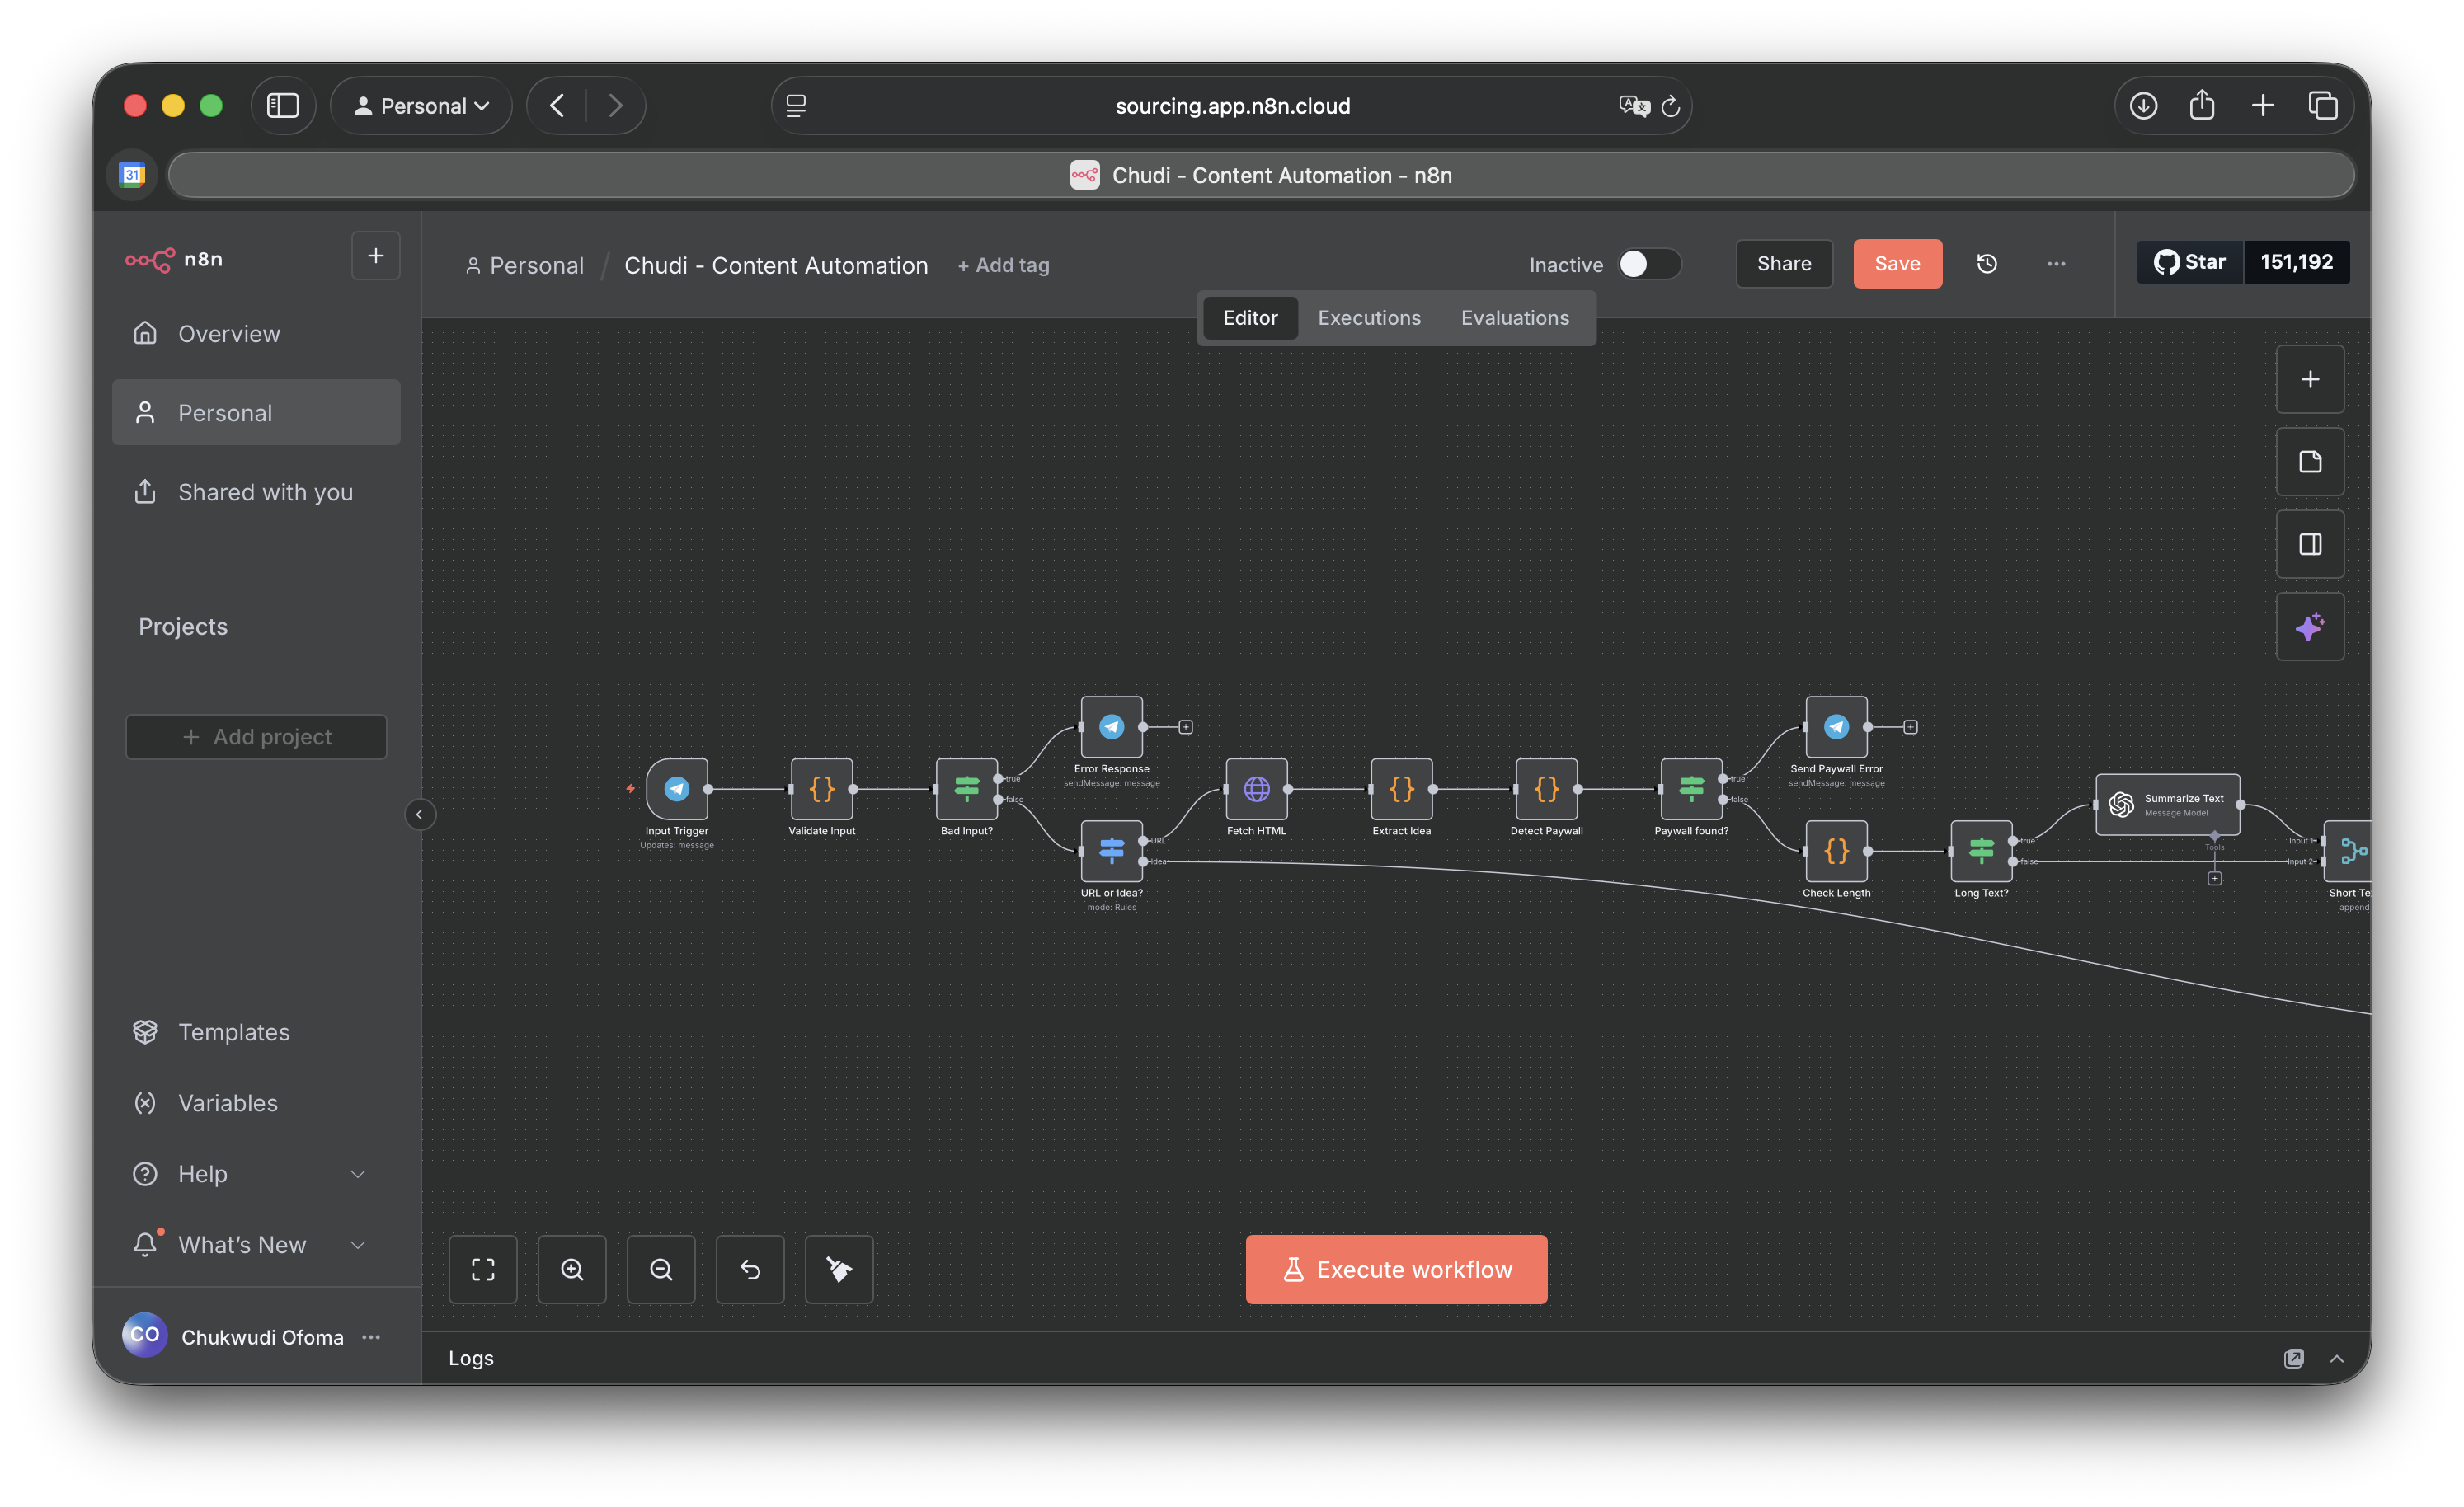 Personal
sourcing.app.n8n.cloud
31
Chudi - Content Automation - n8n
n8n
Overview
Personal
Shared with you
Projects
+ Add project
Templates
Variables
Help
What's New
CO
Chukwudi Ofoma
Personal / Chudi - Content Automation + Add tag
Inactive
Share
Save
Star 151,192
Editor
Executions
Evaluations
Input Trigger
Updates: message
Validate Input
Bad Input?
true
false
Error Response
sendMessage: message
URL
Idea
URL or Idea?
mode: Rules
Fetch HTML
Extract Idea
Detect Paywall
Paywall found?
true
false
Send Paywall Error
sendMessage: message
Check Length
Long Text?
true
false
Summarize Text
Message Model
Tools
Input 1
Input 2
Short Te
append
Execute workflow
Logs